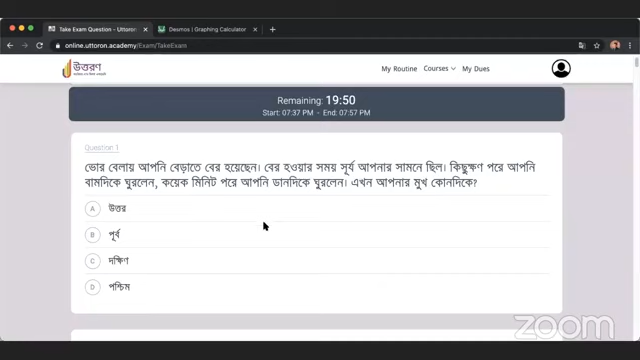 Take Exam Question - Uttoron
Desmos | Graphing Calculator
online.uttoron.academy/Exam/TakeExam
উত্তরণ
My Routine Courses My Dues
Remaining: 19:50
Start: 07:37 PM - End: 07:57 PM
Question 1
ভোর বেলায় আপনি বেড়াতে বের হয়েছেন। বের হওয়ার সময় সূর্য আপনার সামনে ছিল। কিছুক্ষণ পরে আপনি
বামদিকে ঘুরলেন, কয়েক মিনিট পরে আপনি ডানদিকে ঘুরলেন। এখন আপনার মুখ কোনদিকে?
A উত্তর
B পূর্ব
C দক্ষিণ
D পশ্চিম
zoom